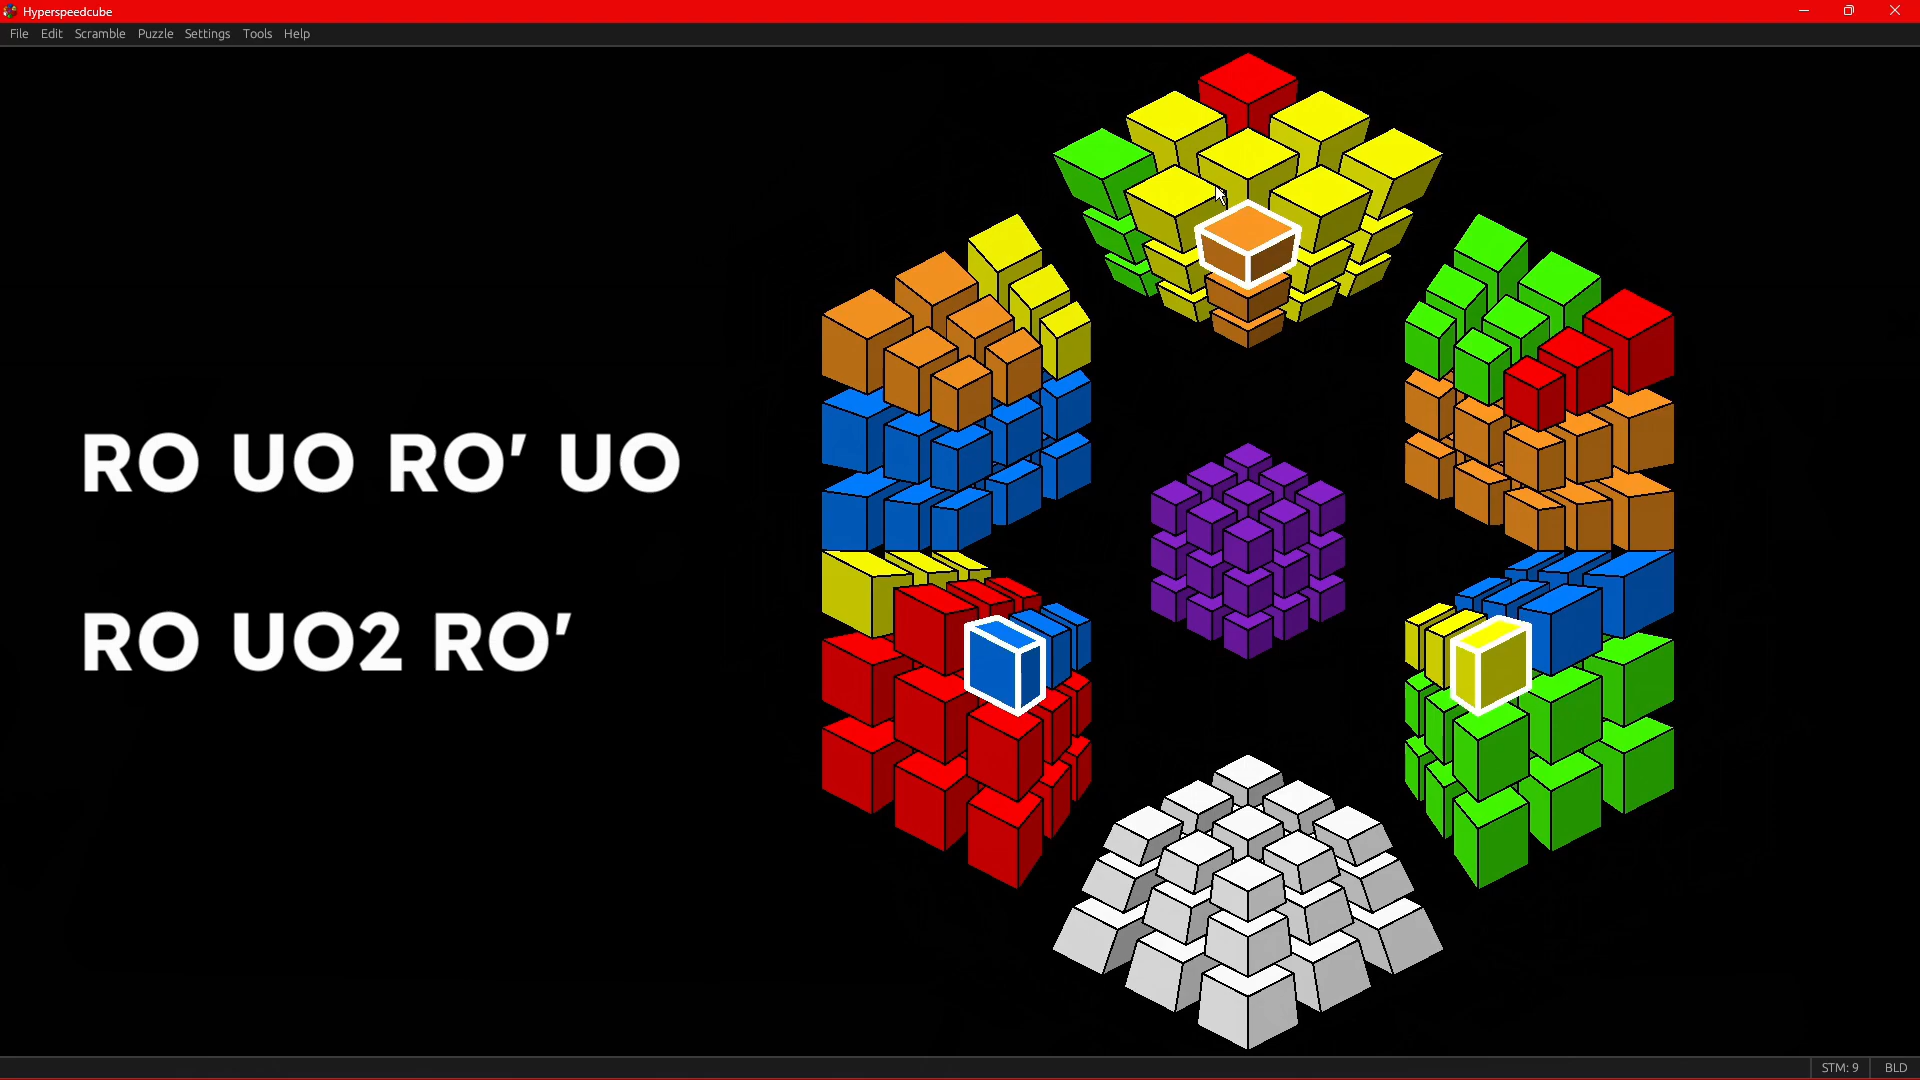 Hyperspeedcube
File Edit Scramble Puzzle Settings Tools Help
RO UO RO' UO
RO UO2 RO'
STM: 9 BLD